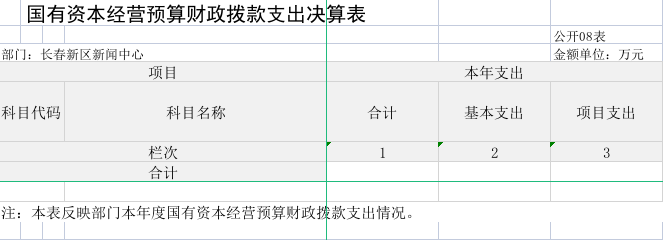 国有资本经营预算财政拨款支出决算表
公开08表
部门：长春新区新闻中心 金额单位：万元
项目 本年支出
科目代码 科目名称 合计 基本支出 项目支出
栏次 1 2 3
合计
注：本表反映部门本年度国有资本经营预算财政拨款支出情况。